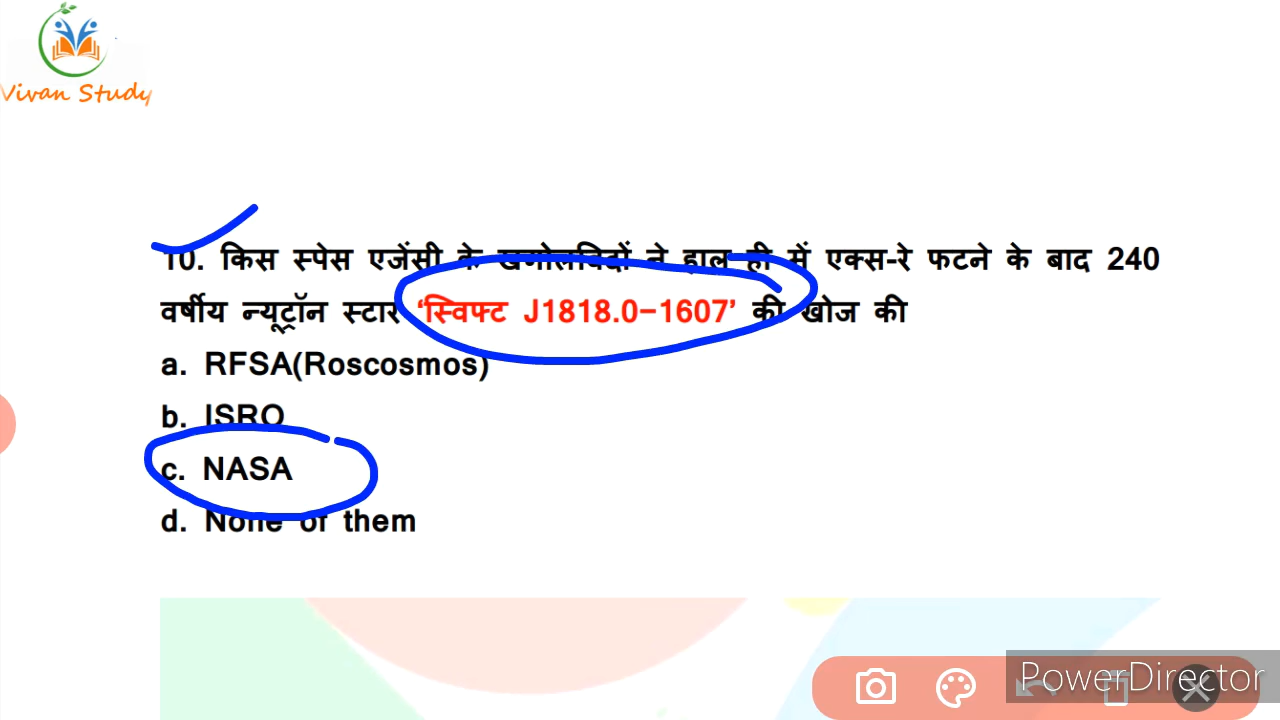 Vivan Study
10. किस स्पेस एजेंसी के खगोलविदों ने हाल ही में एक्स-रे फटने के बाद 240
वर्षीय न्यूट्रॉन स्टार ‘स्विफ्ट J1818.0-1607’ की खोज की
a. RFSA(Roscosmos)
b. ISRO
c. NASA
d. None of them
PowerDirector